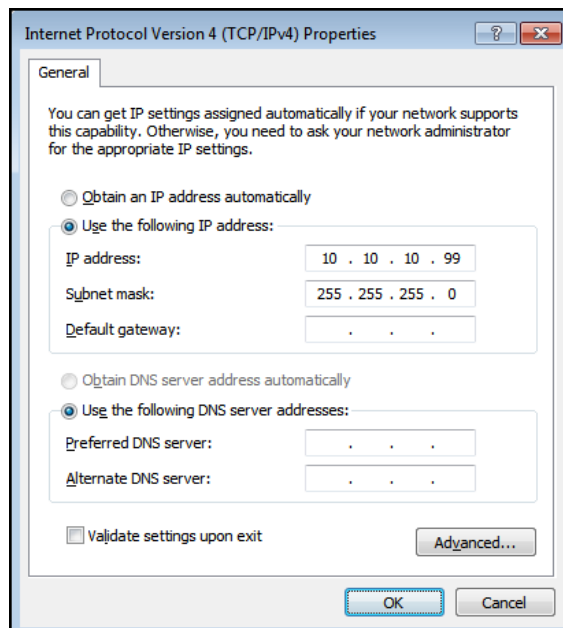 Internet Protocol Version 4 (TCP/IPv4) Properties
General
You can get IP settings assigned automatically if your network supports
this capability. Otherwise, you need to ask your network administrator
for the appropriate IP settings.
Obtain an IP address automatically
Use the following IP address:
IP address: 10 . 10 . 10 . 99
Subnet mask: 255 . 255 . 255 . 0
Default gateway: . . .
Obtain DNS server address automatically
Use the following DNS server addresses:
Preferred DNS server: . . .
Alternate DNS server: . . .
Validate settings upon exit
Advanced...
OK Cancel